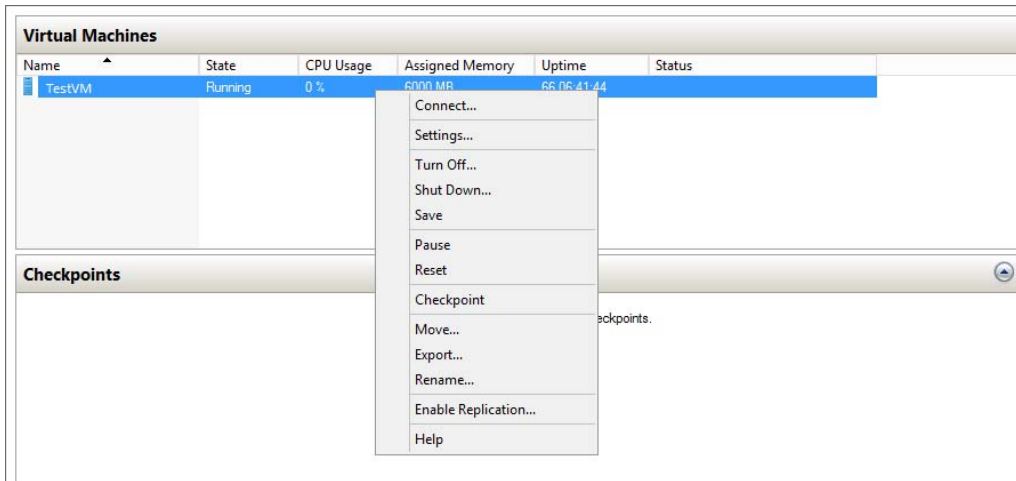 Virtual Machines
Name State CPU Usage Assigned Memory Uptime Status
TestVM Running 0 % 6000 MB 66.06:41:44
Connect...
Settings...
Turn Off...
Shut Down...
Save
Pause
Reset
Checkpoints
Checkpoint
eckpoints.
Move...
Export...
Rename...
Enable Replication...
Help